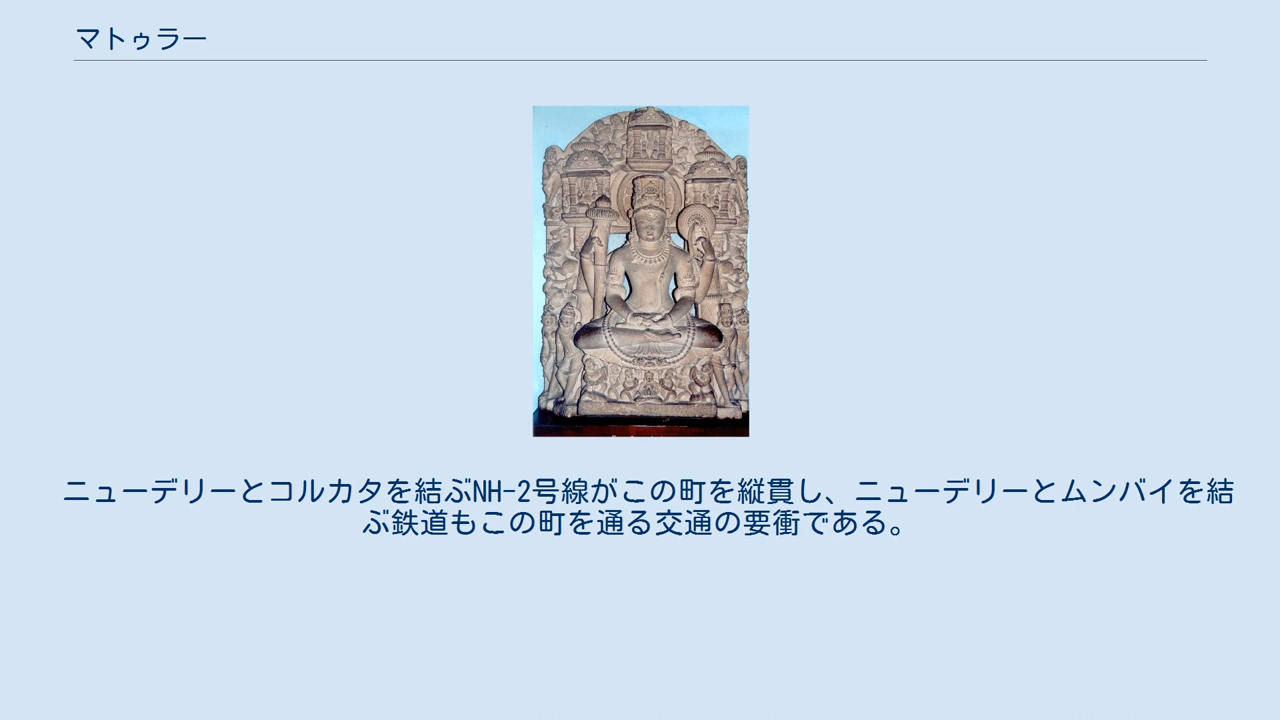 マトゥラー
ニューデリーとコルカタを結ぶNH-2号線がこの町を縦貫し、ニューデリーとムンバイを結
ぶ鉄道もこの町を通る交通の要衝である。